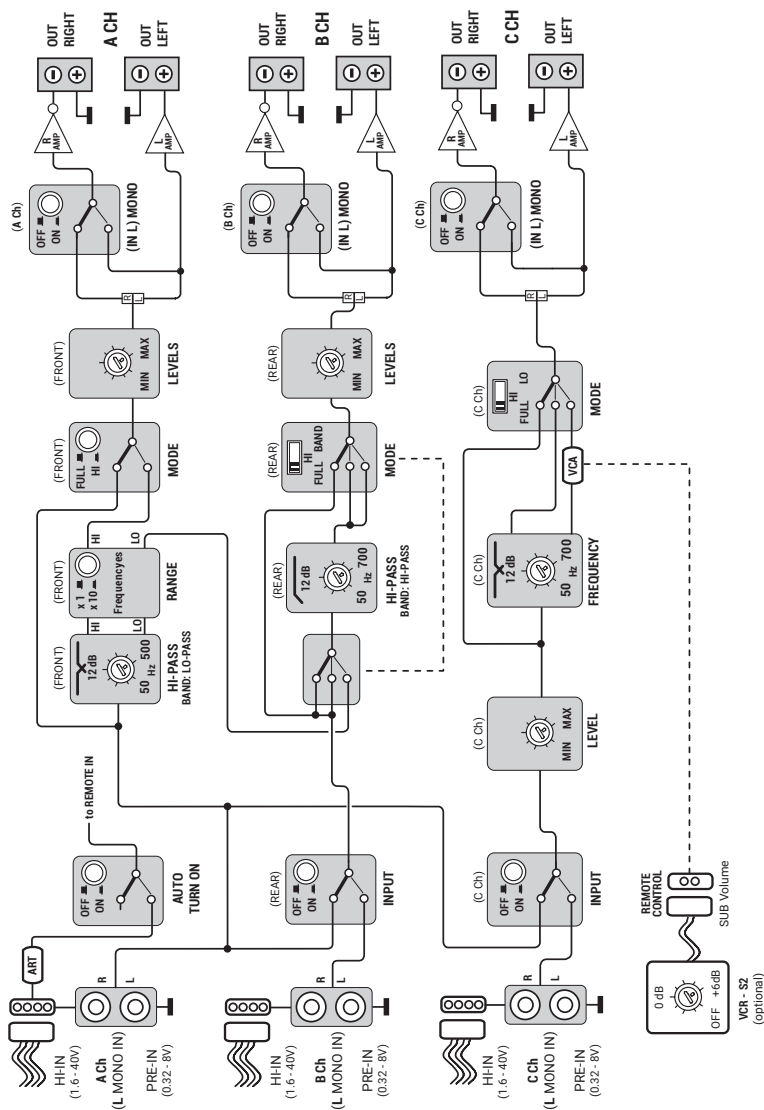 HI-IN
(1.6 - 40V)
A Ch
(L MONO IN)
PRE-IN
(0.32 - 8V)
R
L
ART
OFF
ON
AUTO
TURN ON
to REMOTE IN
(FRONT)
12 dB
50 Hz 500
HI-PASS
BAND: LO-PASS
HI
LO
(FRONT)
x 1
x 10
Frequencyes
RANGE
HI
LO
(FRONT)
FULL
HI
MODE
(FRONT)
MIN MAX
LEVELS
R
L
(A Ch)
OFF
ON
(IN L) MONO
R
AMP
L
AMP
OUT
RIGHT
A CH
OUT
LEFT
HI-IN
(1.6 - 40V)
B Ch
(L MONO IN)
PRE-IN
(0.32 - 8V)
R
L
(REAR)
OFF
ON
INPUT
(REAR)
12 dB
50 Hz 700
HI-PASS
BAND: HI-PASS
(REAR)
HI
FULL BAND
MODE
(REAR)
MIN MAX
LEVELS
R
L
(B Ch)
OFF
ON
(IN L) MONO
R
AMP
L
AMP
OUT
RIGHT
B CH
OUT
LEFT
HI-IN
(1.6 - 40V)
C Ch
(L MONO IN)
PRE-IN
(0.32 - 8V)
R
L
(C Ch)
OFF
ON
INPUT
(C Ch)
MIN MAX
LEVEL
(C Ch)
12 dB
50 Hz 700
FREQUENCY
VCA
(C Ch)
HI
FULL LO
MODE
R
L
(C Ch)
OFF
ON
(IN L) MONO
R
AMP
L
AMP
OUT
RIGHT
C CH
OUT
LEFT
0 dB
OFF +6dB
VCR - S2
(optional)
REMOTE
CONTROL
SUB Volume